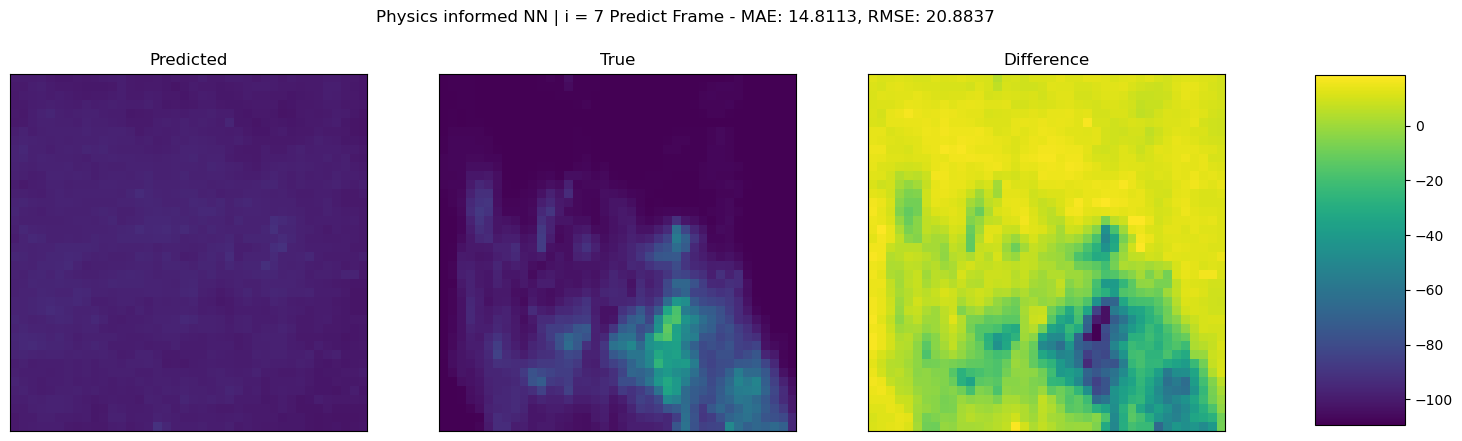 Physics informed NN | i = 7 Predict Frame - MAE: 14.8113, RMSE: 20.8837
Predicted
True
Difference
0
−20
−40
−60
−80
−100